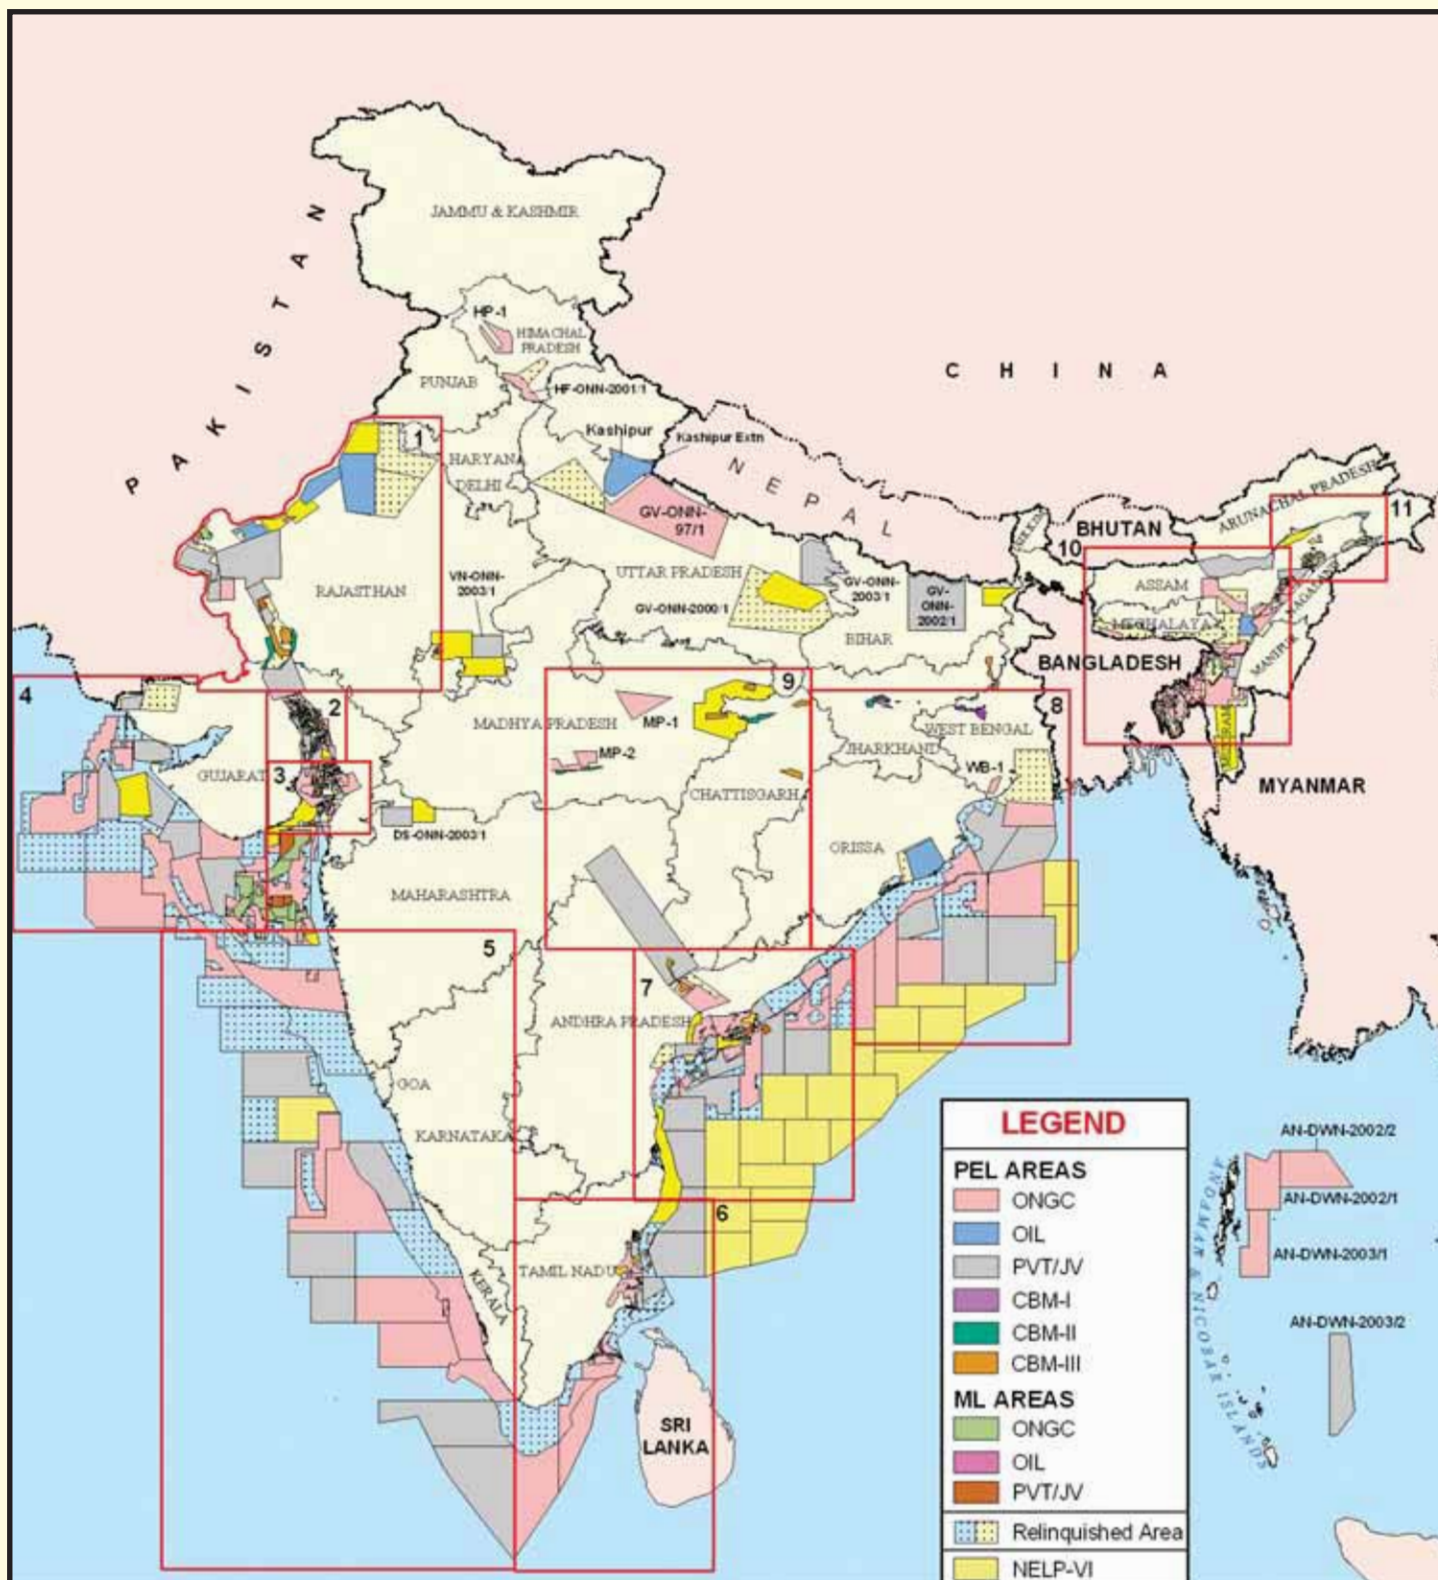 JAMMU & KASHMIR
PAKISTAN
HP-1
HIMACHAL
PRADESH
CHINA
PUNJAB
HF-ONN-2001/1
1
Kashipur
Kashipur Extn
HARYANA
DELHI
NEPAL
ARUNACHAL PRADESH
GV-ONN-
97/1
BHUTAN
11
10
RAJASTHAN
VN-ONN-
2003/1
UTTAR PRADESH
GV-ONN-2000/1
GV-ONN-
2003/1
GV-
ONN-
2002/1
BIHAR
ASSAM
MEGHALAYA
MANIPUR
BANGLADESH
MIZORAM
4
2
9
MADHYA PRADESH
MP-1
WEST BENGAL
8
JHARKHAND
MP-2
WB-1
GUJARAT
3
CHATTISGARH
MYANMAR
DS-ONN-2003/1
ORISSA
MAHARASHTRA
5
7
ANDHRA PRADESH
GOA
KARNATAKA
6
TAMIL NADU
KERALA
SRI
LANKA
ANDAMAN & NICOBAR ISLANDS
AN-DWN-2002/2
AN-DWN-2002/1
AN-DWN-2003/1
AN-DWN-2003/2
LEGEND
PEL AREAS
ONGC
OIL
PVT/JV
CBM-I
CBM-II
CBM-III
ML AREAS
ONGC
OIL
PVT/JV
Relinquished Area
NELP-VI